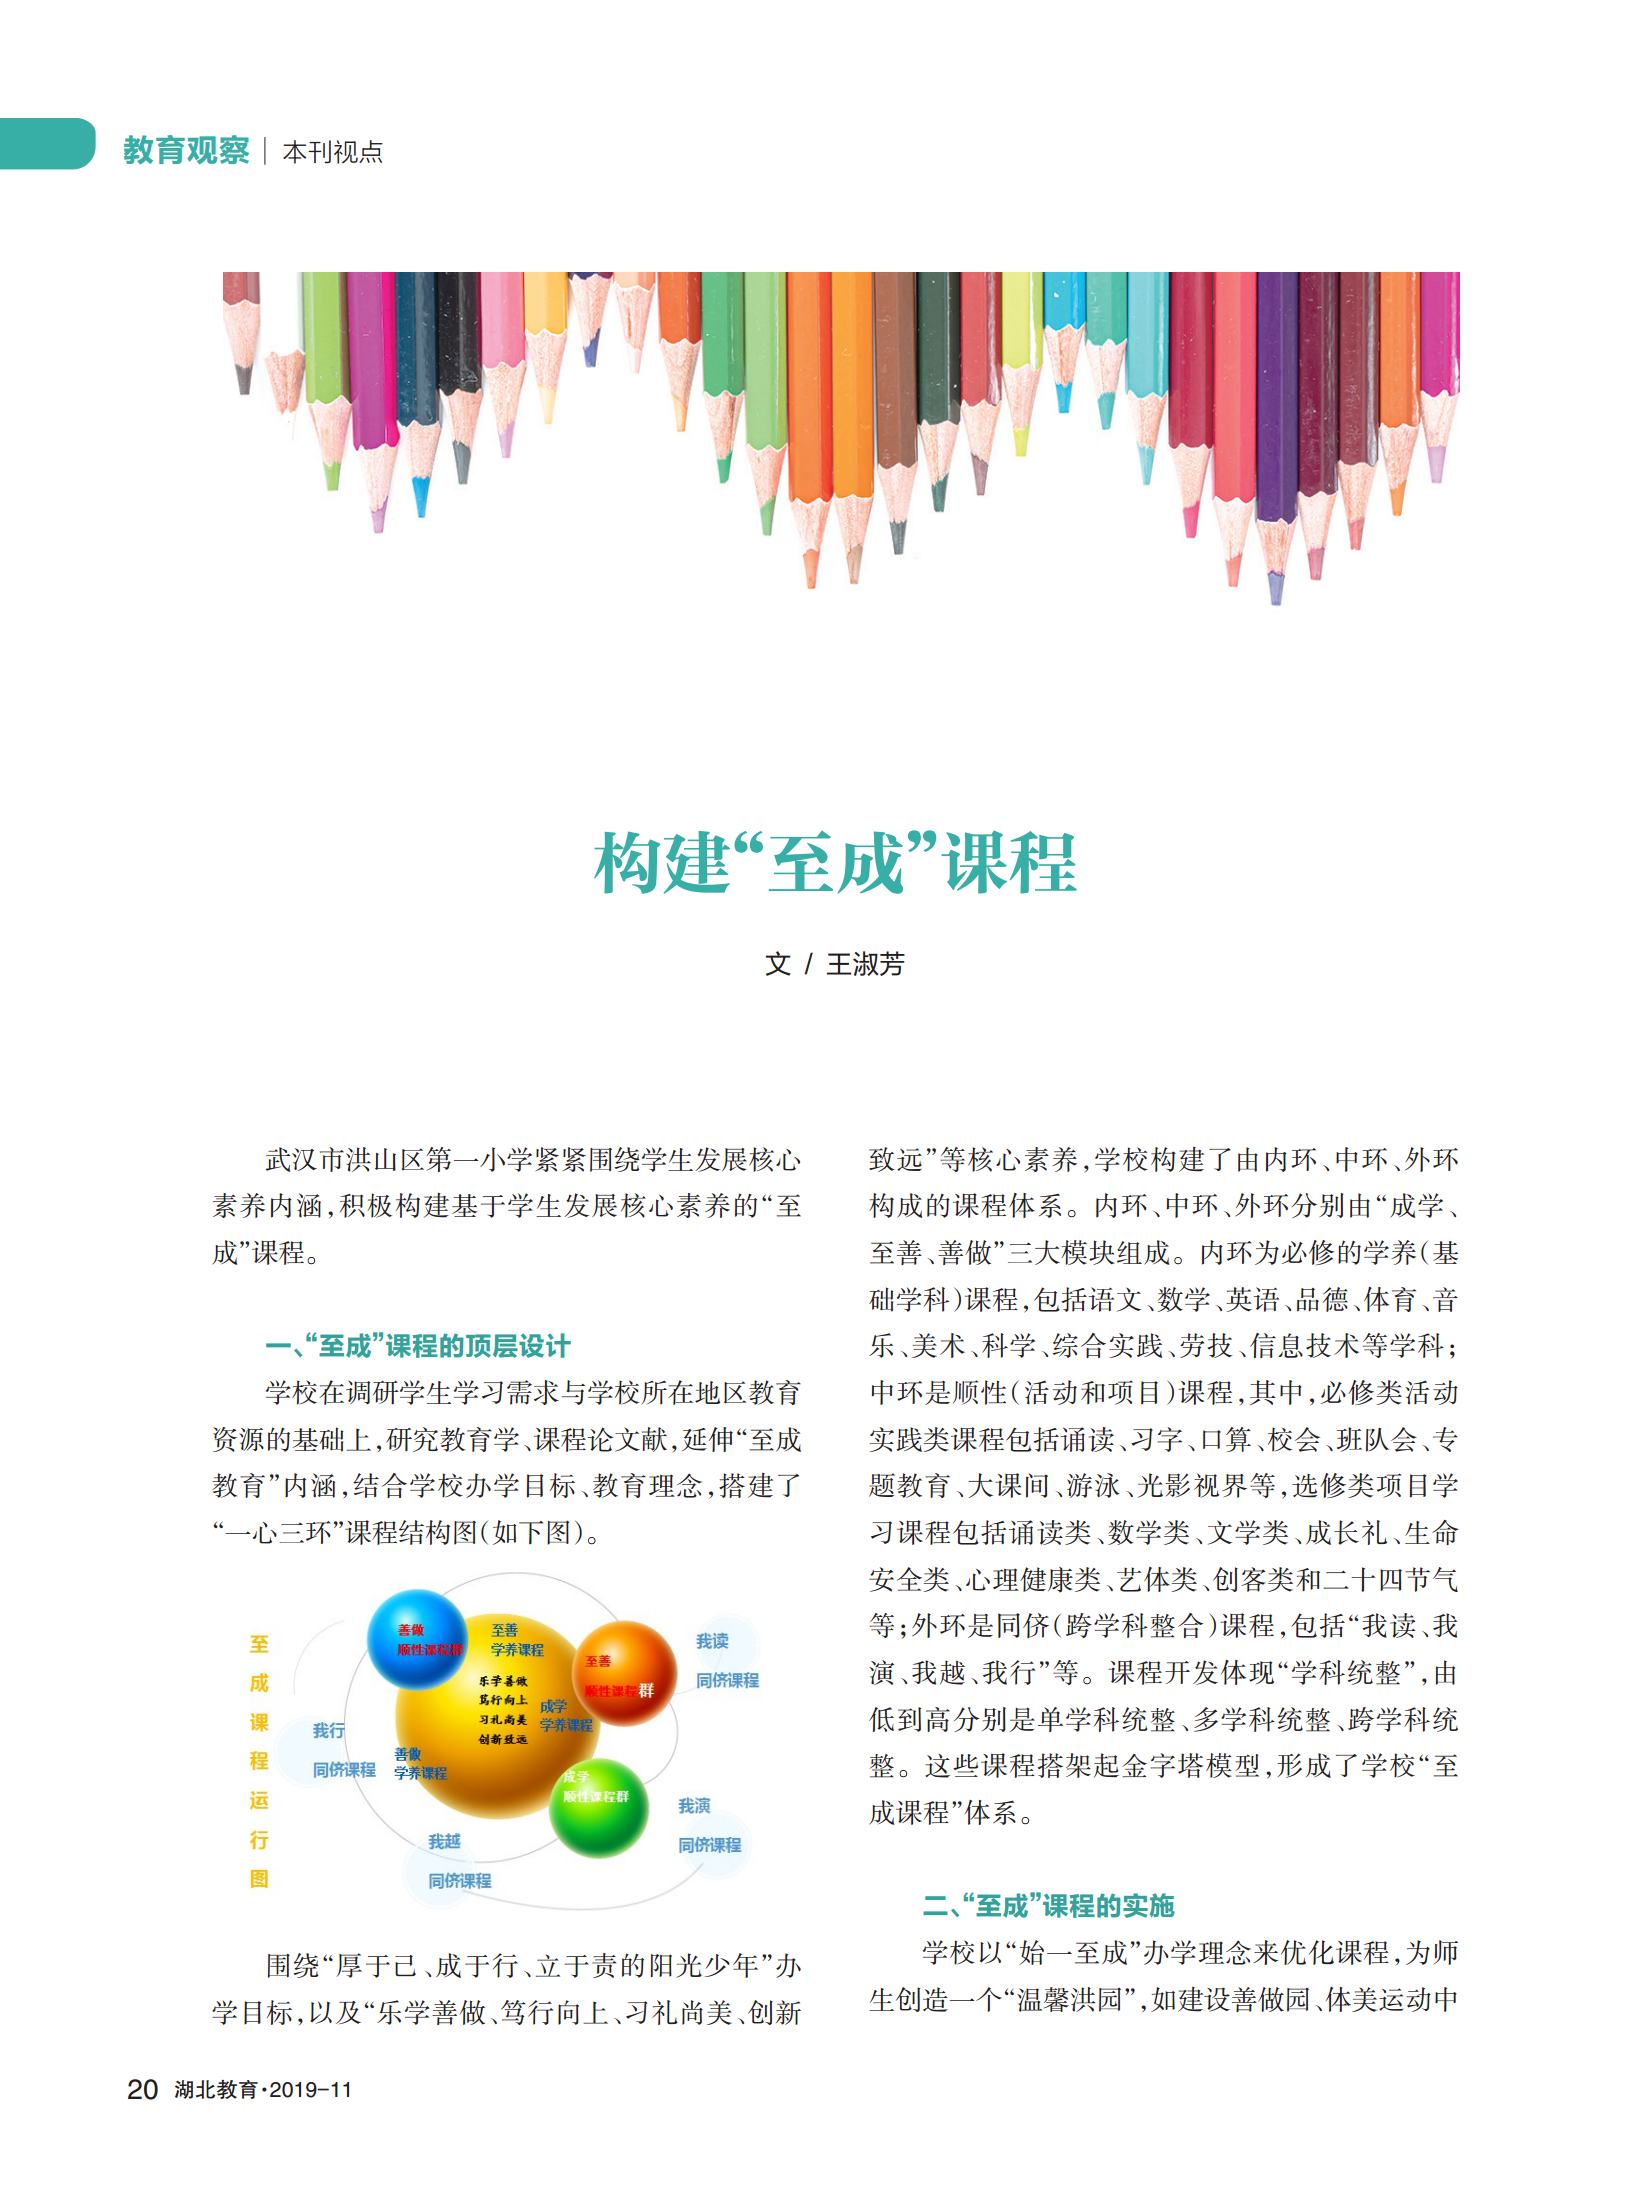 教育观察 | 本刊视点
构建“至成”课程
文 / 王淑芳
武汉市洪山区第一小学紧紧围绕学生发展核心
素养内涵,积极构建基于学生发展核心素养的“至
成”课程。
一、“至成”课程的顶层设计
学校在调研学生学习需求与学校所在地区教育
资源的基础上,研究教育学、课程论文献,延伸“至成
教育”内涵,结合学校办学目标、教育理念,搭建了
“一心三环”课程结构图(如下图)。
至
成
课
程
运
行
图
善做
顺性课程群
至善
学养课程
至善
顺性课程群
乐学善做
笃行向上
习礼尚美
创新致远
成学
学养课程
善做
学养课程
成学
顺性课程群
我读
同侪课程
我行
同侪课程
我演
同侪课程
我越
同侪课程
围绕“厚于己、成于行、立于责的阳光少年”办
学目标,以及“乐学善做、笃行向上、习礼尚美、创新
致远”等核心素养,学校构建了由内环、中环、外环
构成的课程体系。内环、中环、外环分别由“成学、
至善、善做”三大模块组成。内环为必修的学养(基
础学科)课程,包括语文、数学、英语、品德、体育、音
乐、美术、科学、综合实践、劳技、信息技术等学科;
中环是顺性(活动和项目)课程,其中,必修类活动
实践类课程包括诵读、习字、口算、校会、班队会、专
题教育、大课间、游泳、光影视界等,选修类项目学
习课程包括诵读类、数学类、文学类、成长礼、生命
安全类、心理健康类、艺体类、创客类和二十四节气
等;外环是同侪(跨学科整合)课程,包括“我读、我
演、我越、我行”等。课程开发体现“学科统整”,由
低到高分别是单学科统整、多学科统整、跨学科统
整。这些课程搭架起金字塔模型,形成了学校“至
成课程”体系。
二、“至成”课程的实施
学校以“始一至成”办学理念来优化课程,为师
生创造一个“温馨洪园”,如建设善做园、体美运动中
20 湖北教育·2019-11